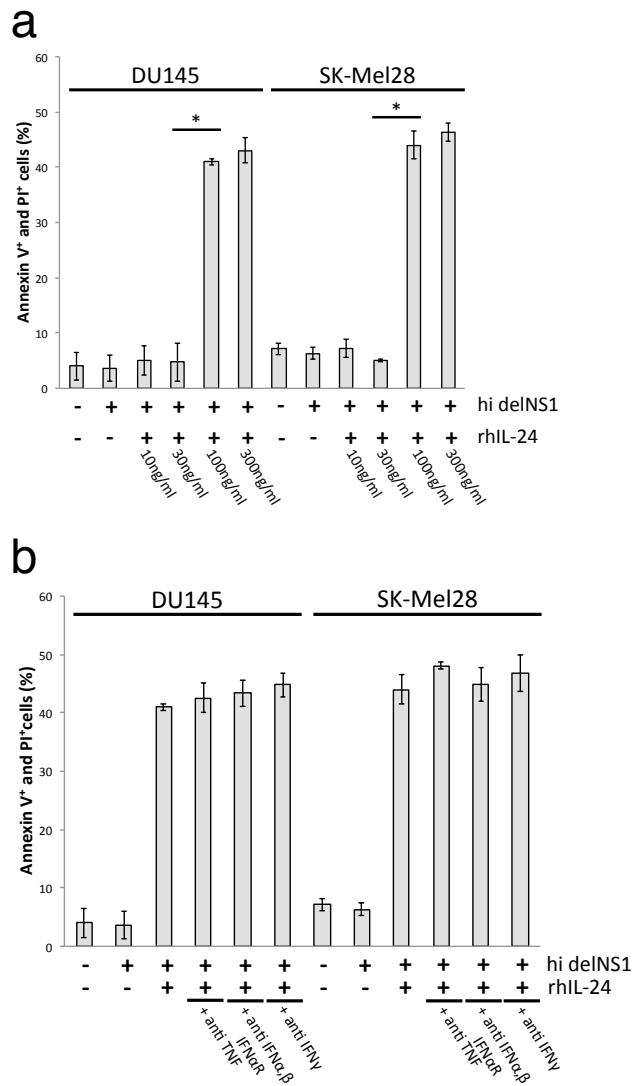 a
DU145 SK-Mel28
Annexin V⁺ and PI⁺ cells (%)
60
50
40
30
20
10
0
* *
- + + + + + - + + + + + hi delNS1
- - + + + + - - + + + + rhIL-24
10ng/ml 30ng/ml 100ng/ml 300ng/ml 10ng/ml 30ng/ml 100ng/ml 300ng/ml
b
DU145 SK-Mel28
Annexin V⁺ and PI⁺cells (%)
60
50
40
30
20
10
0
- + + + + + - + + + + + hi delNS1
- - + + + + - - + + + + rhIL-24
+ anti TNF
+ anti IFNα,β
IFNαR
+ anti IFNγ
+ anti TNF
+ anti IFNα,β
IFNαR
+ anti IFNγ